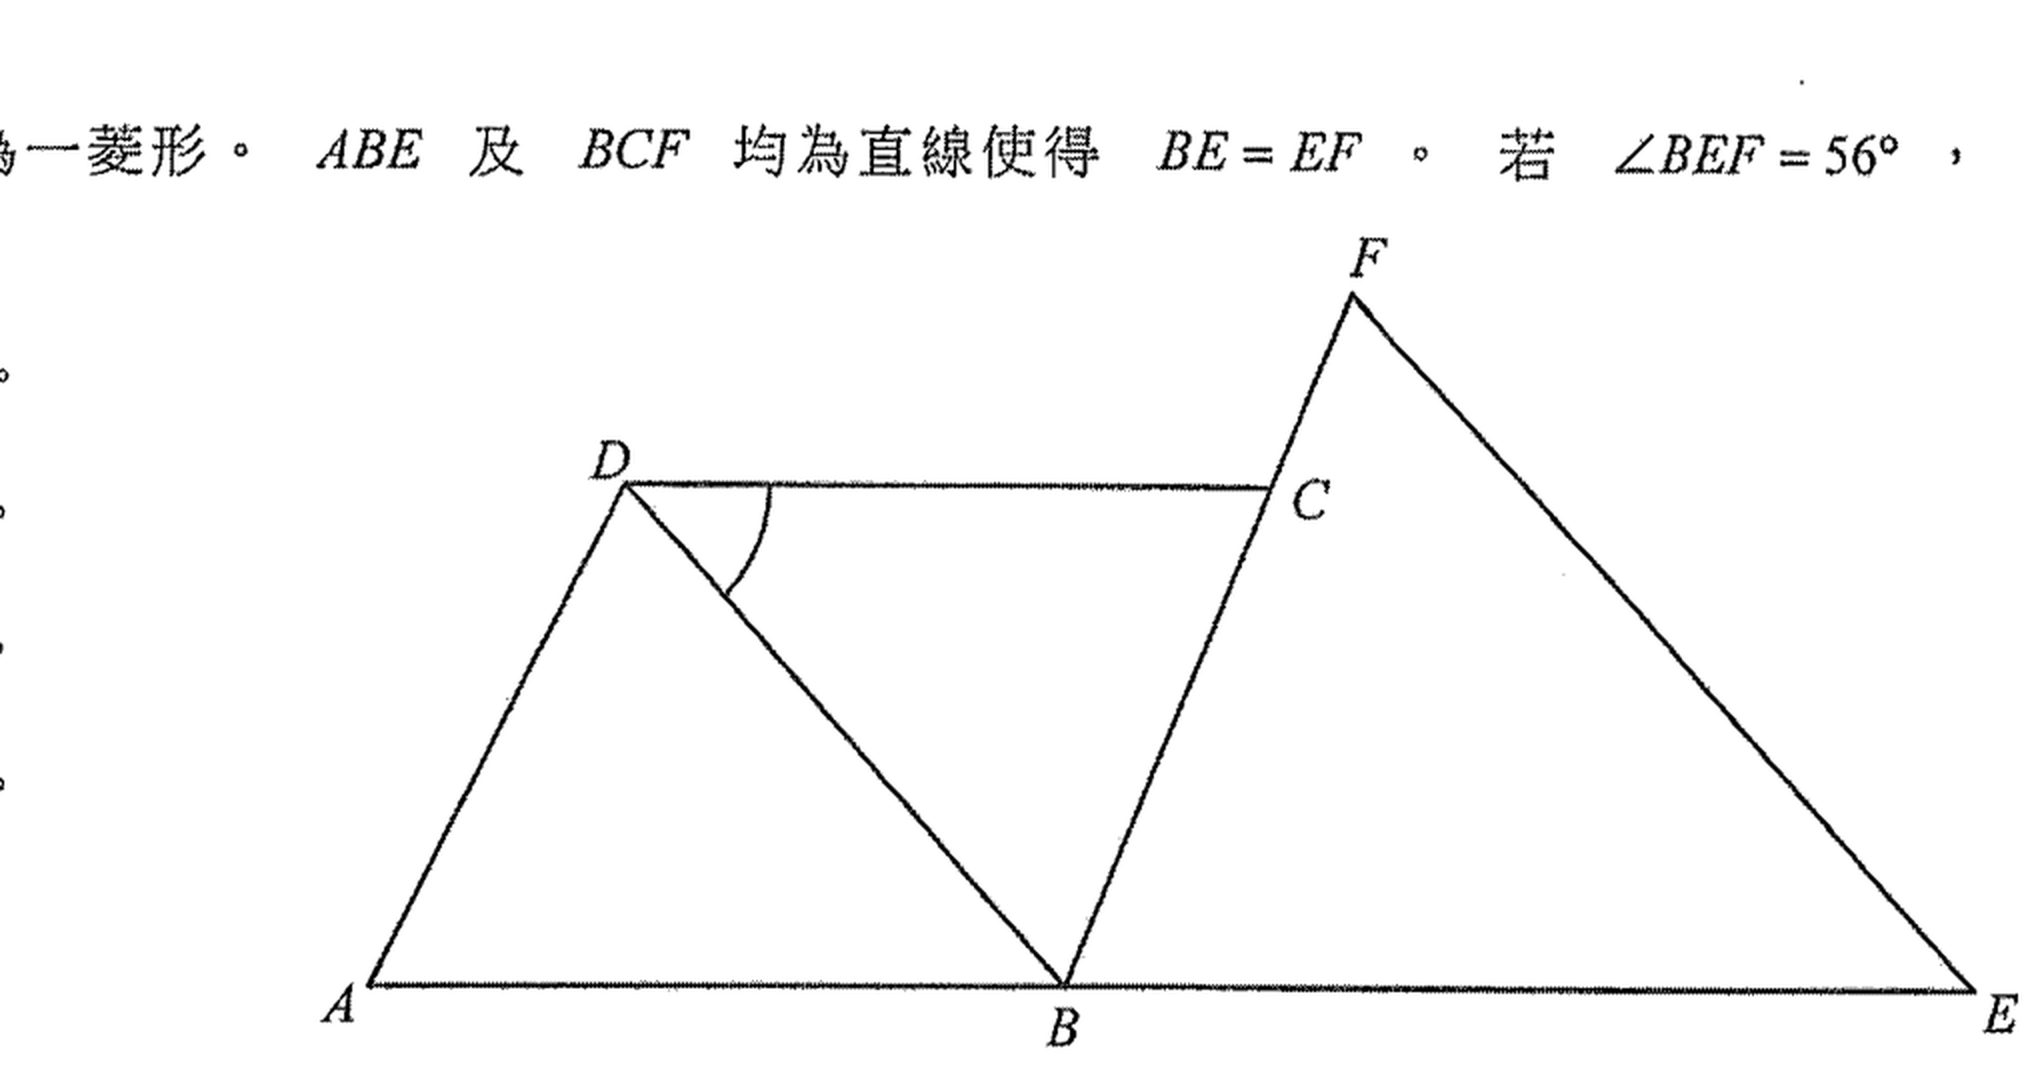 為一菱形。 ABE 及 BCF 均為直線使得 BE = EF 。 若 ∠BEF = 56° ，
F
D
C
A
B
E